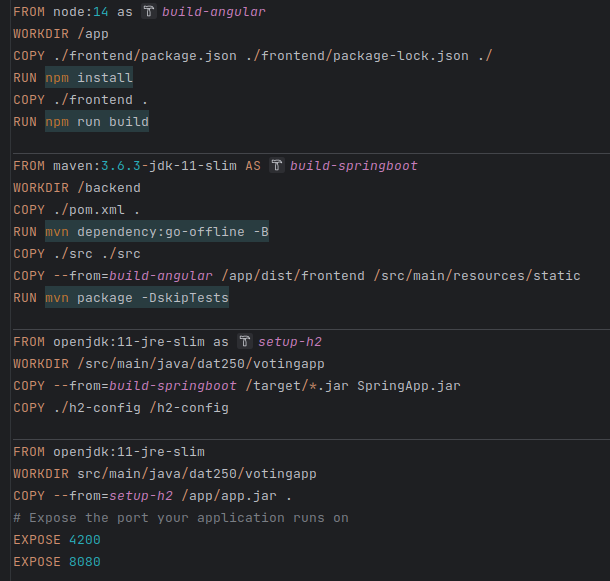 FROM node:14 as build-angular
WORKDIR /app
COPY ./frontend/package.json ./frontend/package-lock.json ./
RUN npm install
COPY ./frontend .
RUN npm run build
FROM maven:3.6.3-jdk-11-slim AS build-springboot
WORKDIR /backend
COPY ./pom.xml .
RUN mvn dependency:go-offline -B
COPY ./src ./src
COPY --from=build-angular /app/dist/frontend /src/main/resources/static
RUN mvn package -DskipTests
FROM openjdk:11-jre-slim as setup-h2
WORKDIR /src/main/java/dat250/votingapp
COPY --from=build-springboot /target/*.jar SpringApp.jar
COPY ./h2-config /h2-config
FROM openjdk:11-jre-slim
WORKDIR src/main/java/dat250/votingapp
COPY --from=setup-h2 /app/app.jar .
# Expose the port your application runs on
EXPOSE 4200
EXPOSE 8080